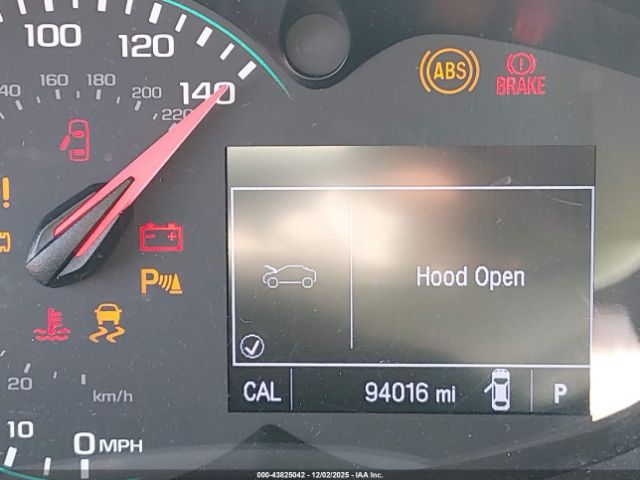 100
120
140
160
180
200
220
ABS
BRAKE
P
Hood Open
CAL
94016 mi
P
20
km/h
10
0 MPH
000-43825042 - 12/02/2025 - IAA Inc.